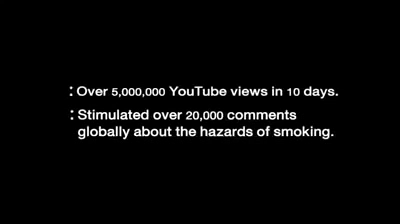 : Over 5,000,000 YouTube views in 10 days.
: Stimulated over 20,000 comments
globally about the hazards of smoking.